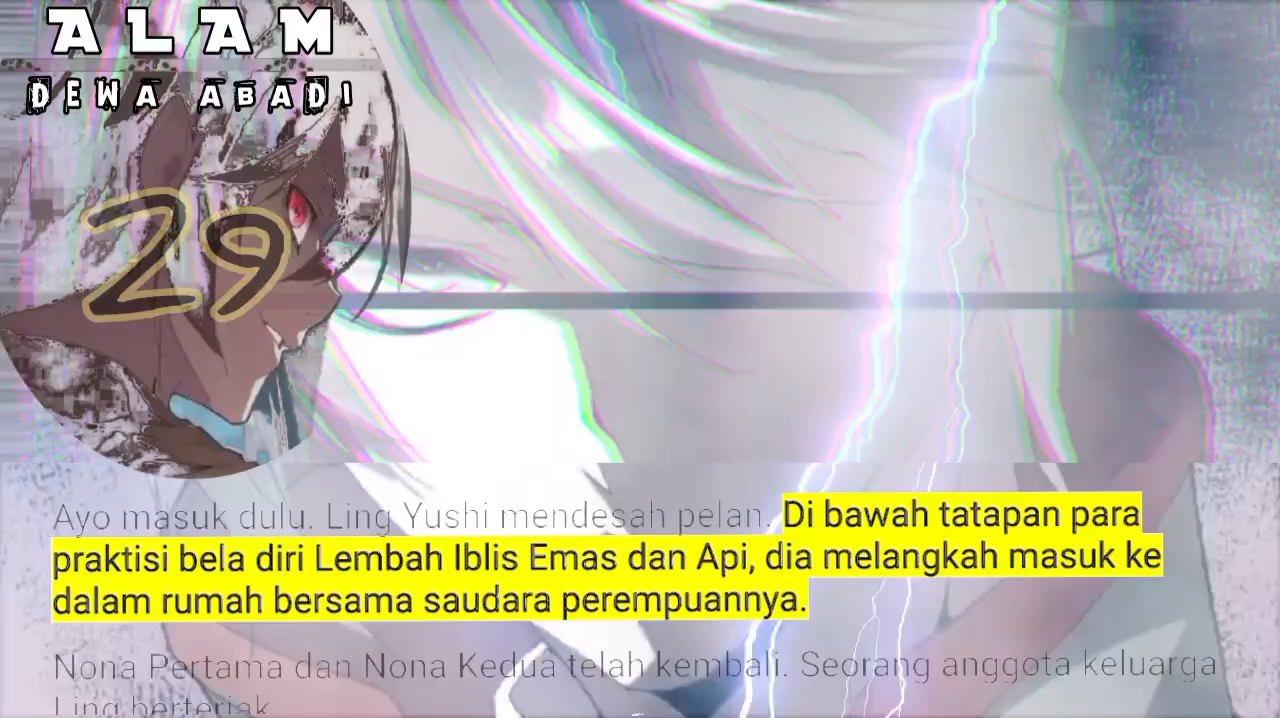 ALAM
DEWA ABADI
29
Ayo masuk dulu. Ling Yushi mendesah pelan. Di bawah tatapan para
praktisi bela diri Lembah Iblis Emas dan Api, dia melangkah masuk ke
dalam rumah bersama saudara perempuannya.
Nona Pertama dan Nona Kedua telah kembali. Seorang anggota keluarga
Ling berteriak